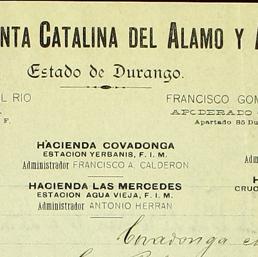 NTA CATALINA DEL ALAMO Y A
Estado de Durango.
L RIO
FRANCISCO GOM
APODERADO
F.
Apartado 85 Du
HACIENDA COVADONGA
ESTACION YERBANIS, F. I. M.
Administrador FRANCISCO A. CALDERON
Adm
HACIENDA LAS MERCEDES
H
ESTACION AGUA VIEJA, F. I. M.
CRUC
Administrador ANTONIO HERRAN
Covadonga e